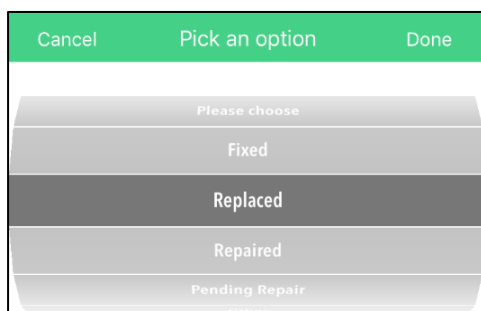 Cancel Pick an option Done
Please choose
Fixed
Replaced
Repaired
Pending Repair